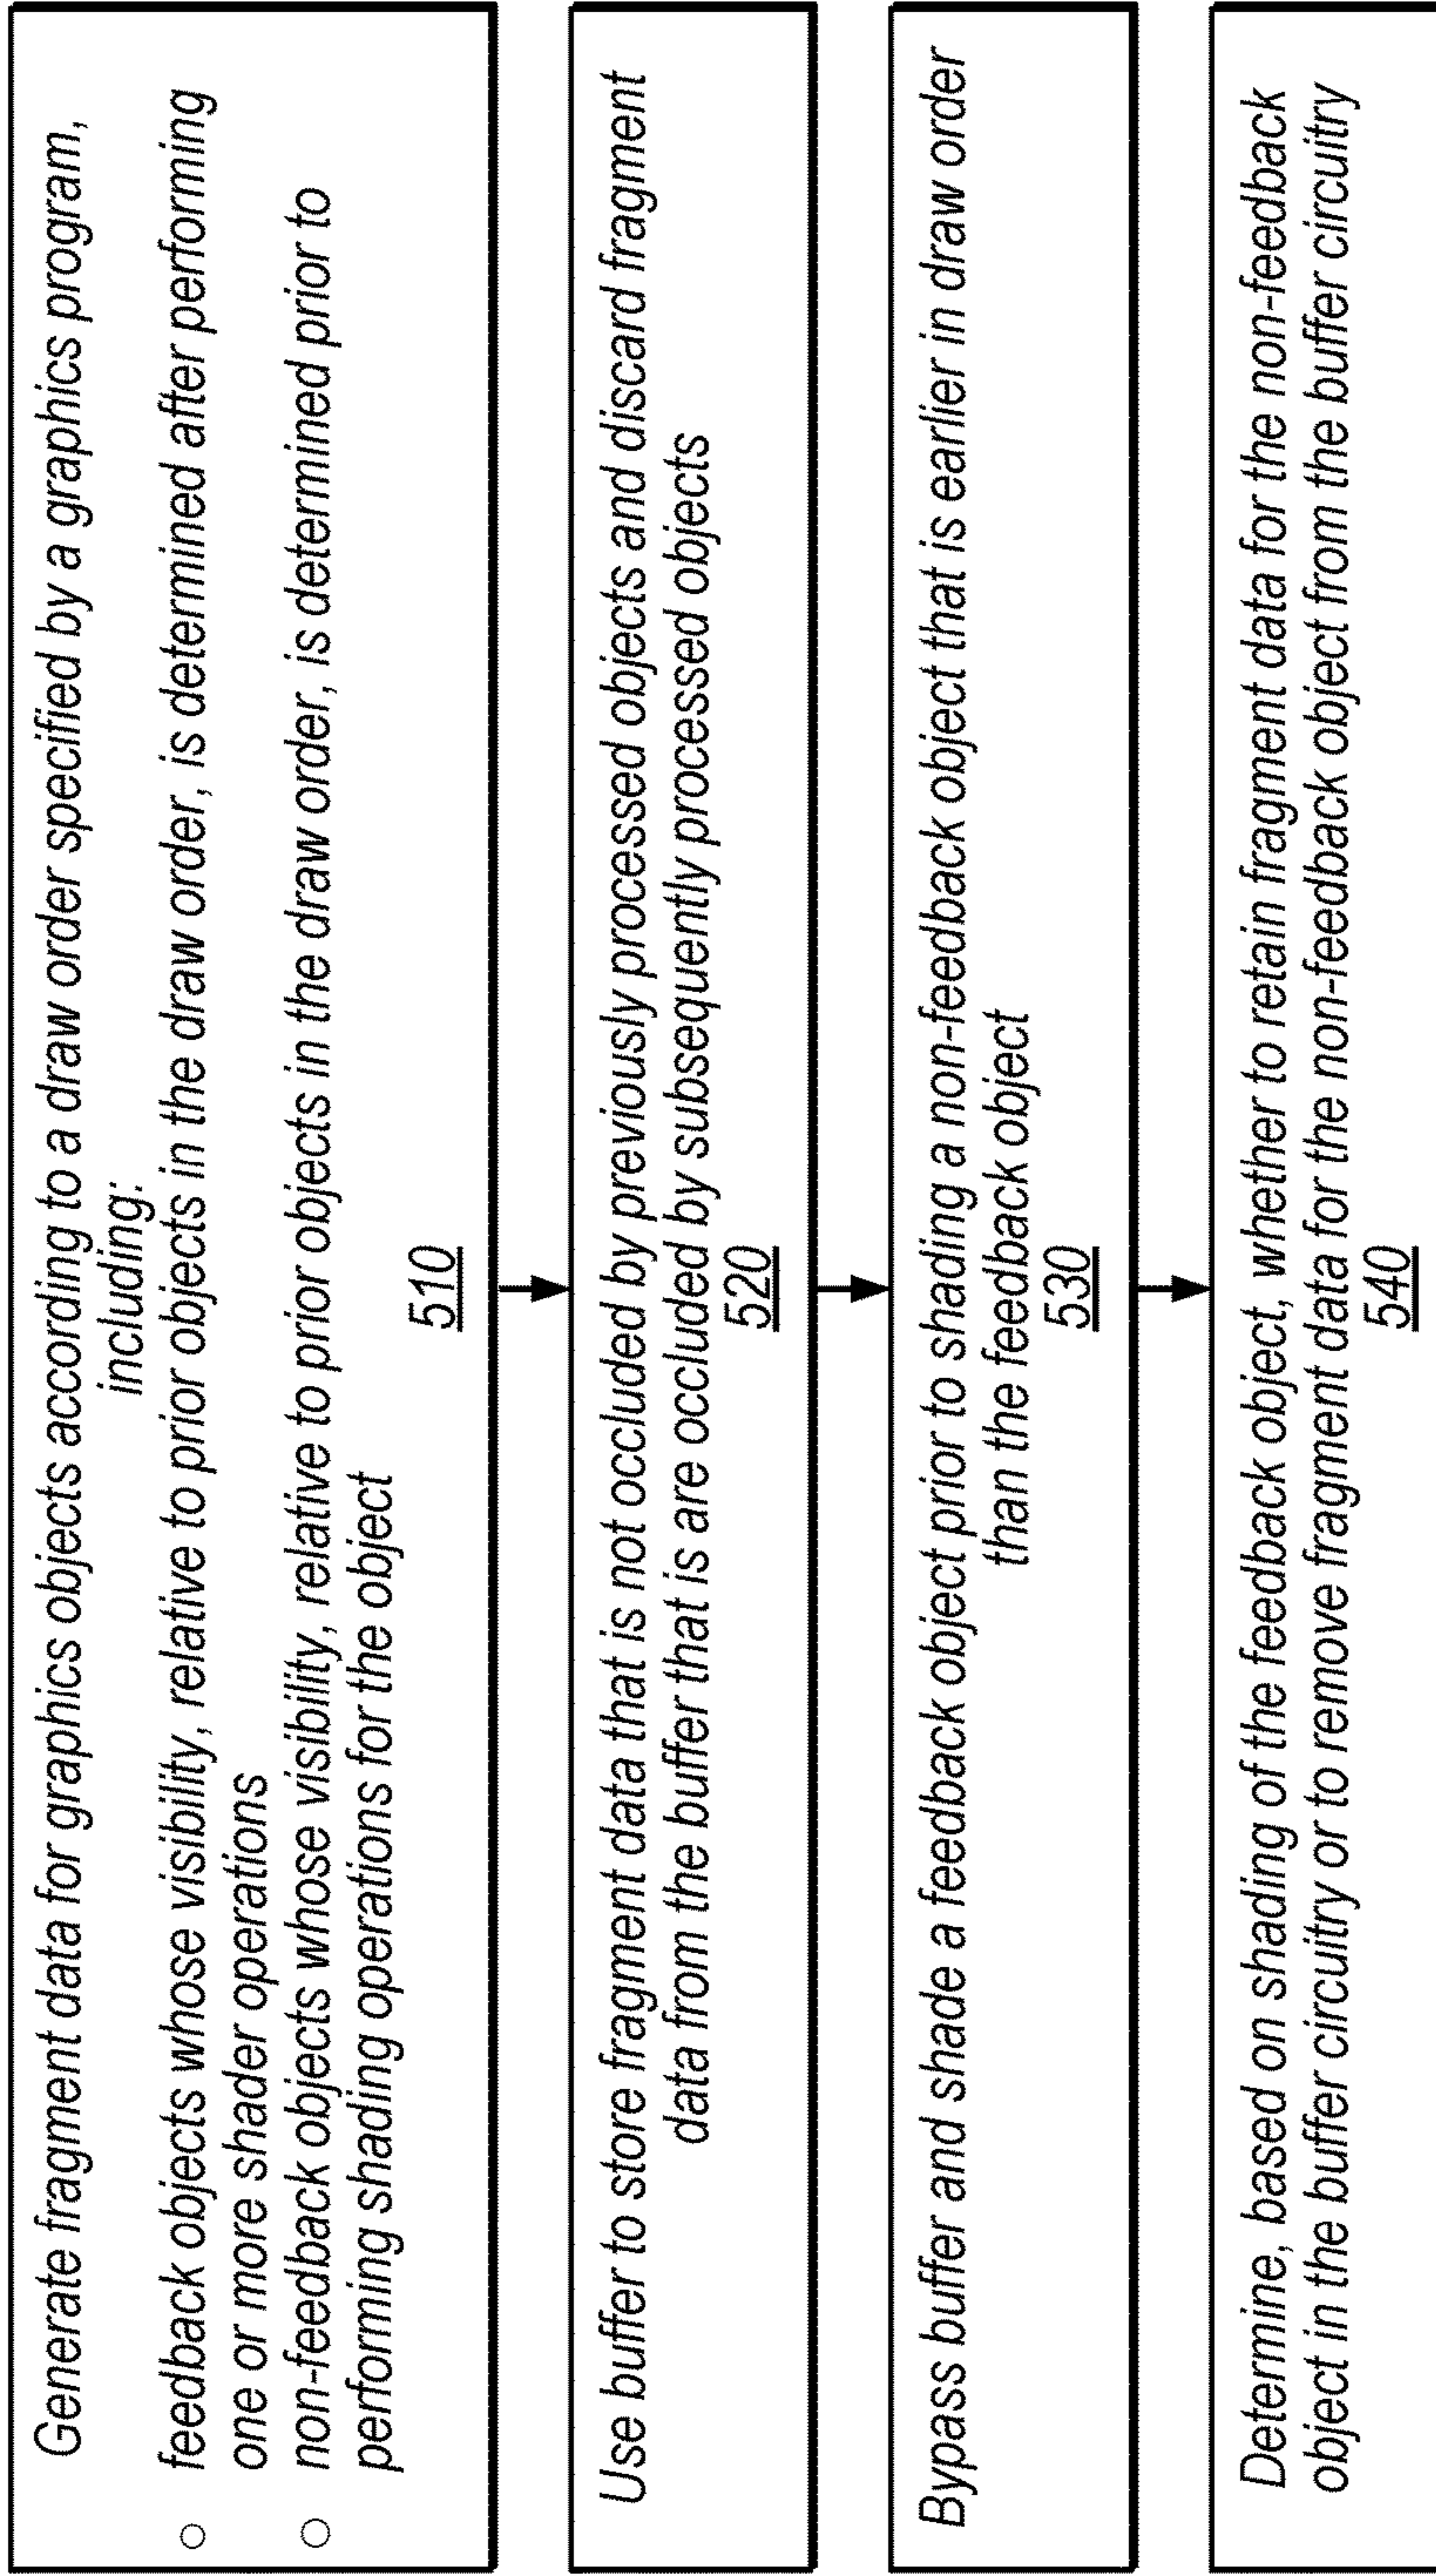 Generate fragment data for graphics objects according to a draw order specified by a graphics program,
including:
○ feedback objects whose visibility, relative to prior objects in the draw order, is determined after performing
one or more shader operations
○ non-feedback objects whose visibility, relative to prior objects in the draw order, is determined prior to
performing shading operations for the object
510
Use buffer to store fragment data that is not occluded by previously processed objects and discard fragment
data from the buffer that is are occluded by subsequently processed objects
520
Bypass buffer and shade a feedback object prior to shading a non-feedback object that is earlier in draw order
than the feedback object
530
Determine, based on shading of the feedback object, whether to retain fragment data for the non-feedback
object in the buffer circuitry or to remove fragment data for the non-feedback object from the buffer circuitry
540